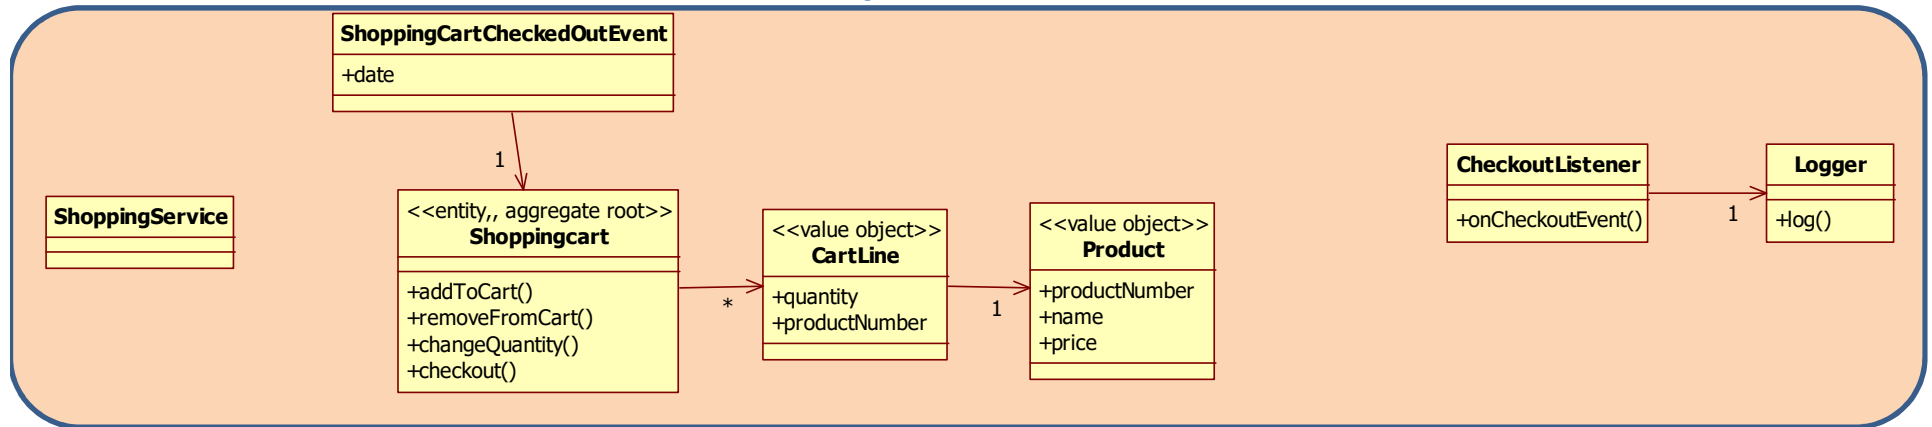 ShoppingCartCheckedOutEvent
+date
1
ShoppingService
<<entity,, aggregate root>>
Shoppingcart
+addToCart()
+removeFromCart()
+changeQuantity()
+checkout()
*
<<value object>>
CartLine
+quantity
+productNumber
1
<<value object>>
Product
+productNumber
+name
+price
CheckoutListener
+onCheckoutEvent()
1
Logger
+log()